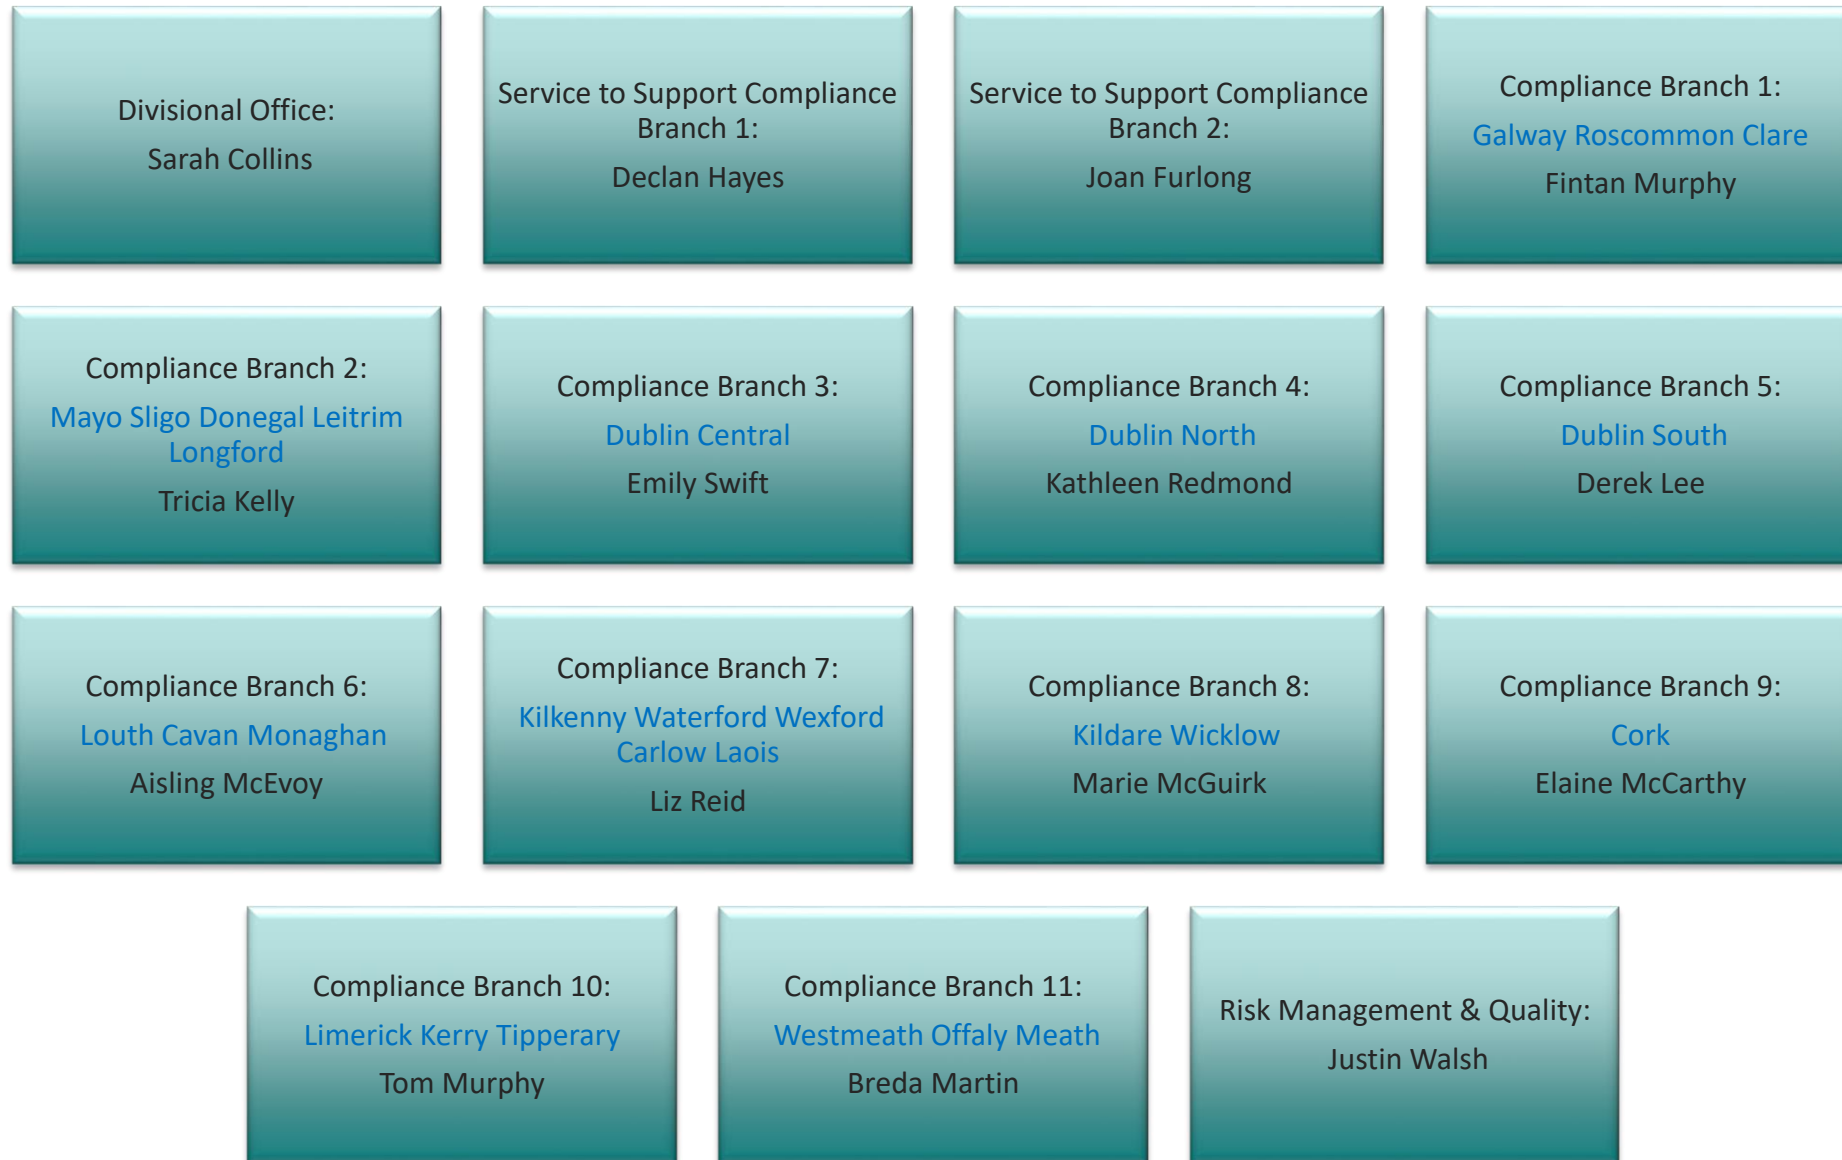 Divisional Office:
Sarah Collins
Service to Support Compliance
Branch 1:
Declan Hayes
Service to Support Compliance
Branch 2:
Joan Furlong
Compliance Branch 1:
Galway Roscommon Clare
Fintan Murphy
Compliance Branch 2:
Mayo Sligo Donegal Leitrim
Longford
Tricia Kelly
Compliance Branch 3:
Dublin Central
Emily Swift
Compliance Branch 4:
Dublin North
Kathleen Redmond
Compliance Branch 5:
Dublin South
Derek Lee
Compliance Branch 6:
Louth Cavan Monaghan
Aisling McEvoy
Compliance Branch 7:
Kilkenny Waterford Wexford
Carlow Laois
Liz Reid
Compliance Branch 8:
Kildare Wicklow
Marie McGuirk
Compliance Branch 9:
Cork
Elaine McCarthy
Compliance Branch 10:
Limerick Kerry Tipperary
Tom Murphy
Compliance Branch 11:
Westmeath Offaly Meath
Breda Martin
Risk Management & Quality:
Justin Walsh